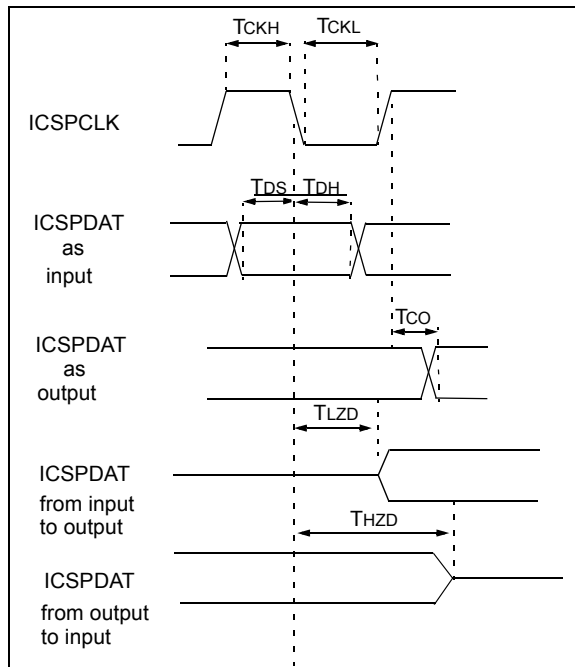 TCKH TCKL
ICSPCLK
TDS TDH
ICSPDAT
as
input
TCO
ICSPDAT
as
output
TLZD
ICSPDAT
from input
to output
THZD
ICSPDAT
from output
to input